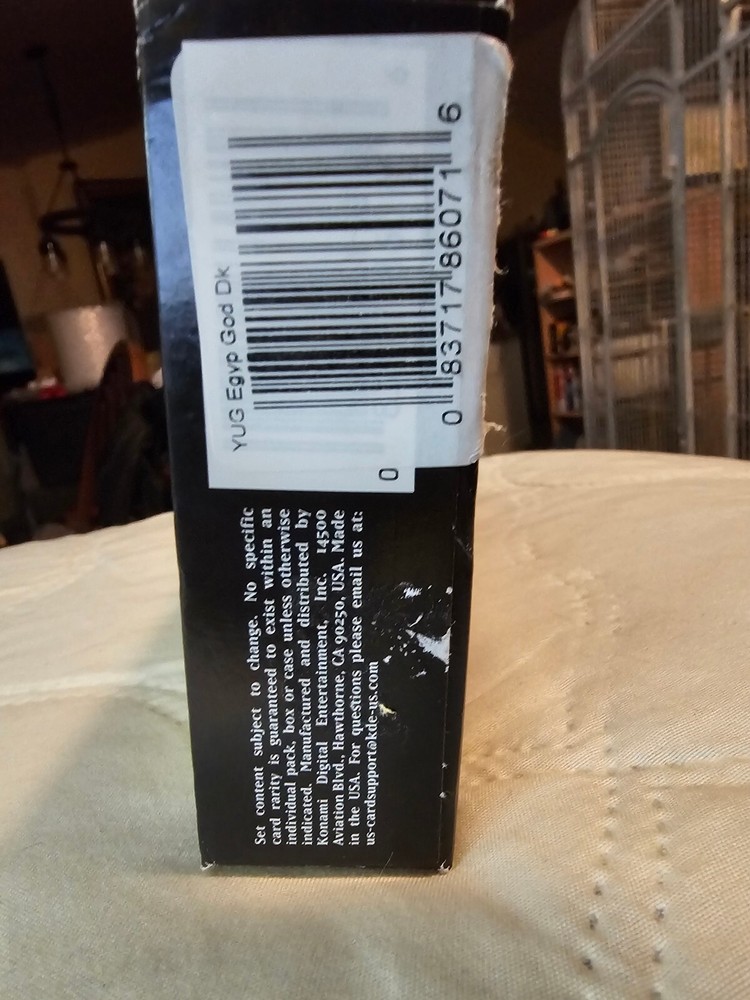 YUG Egyp God Dk
0 83717 86071 6
0
Set content subject to change. No specific
card rarity is guaranteed to exist within an
individual pack, box or case unless otherwise
indicated. Manufactured and distributed by
Konami Digital Entertainment, Inc. 14500
Aviation Blvd., Hawthorne, CA 90250, USA. Made
in the USA. For questions please email us at:
us-cardsupport@kde-us.com